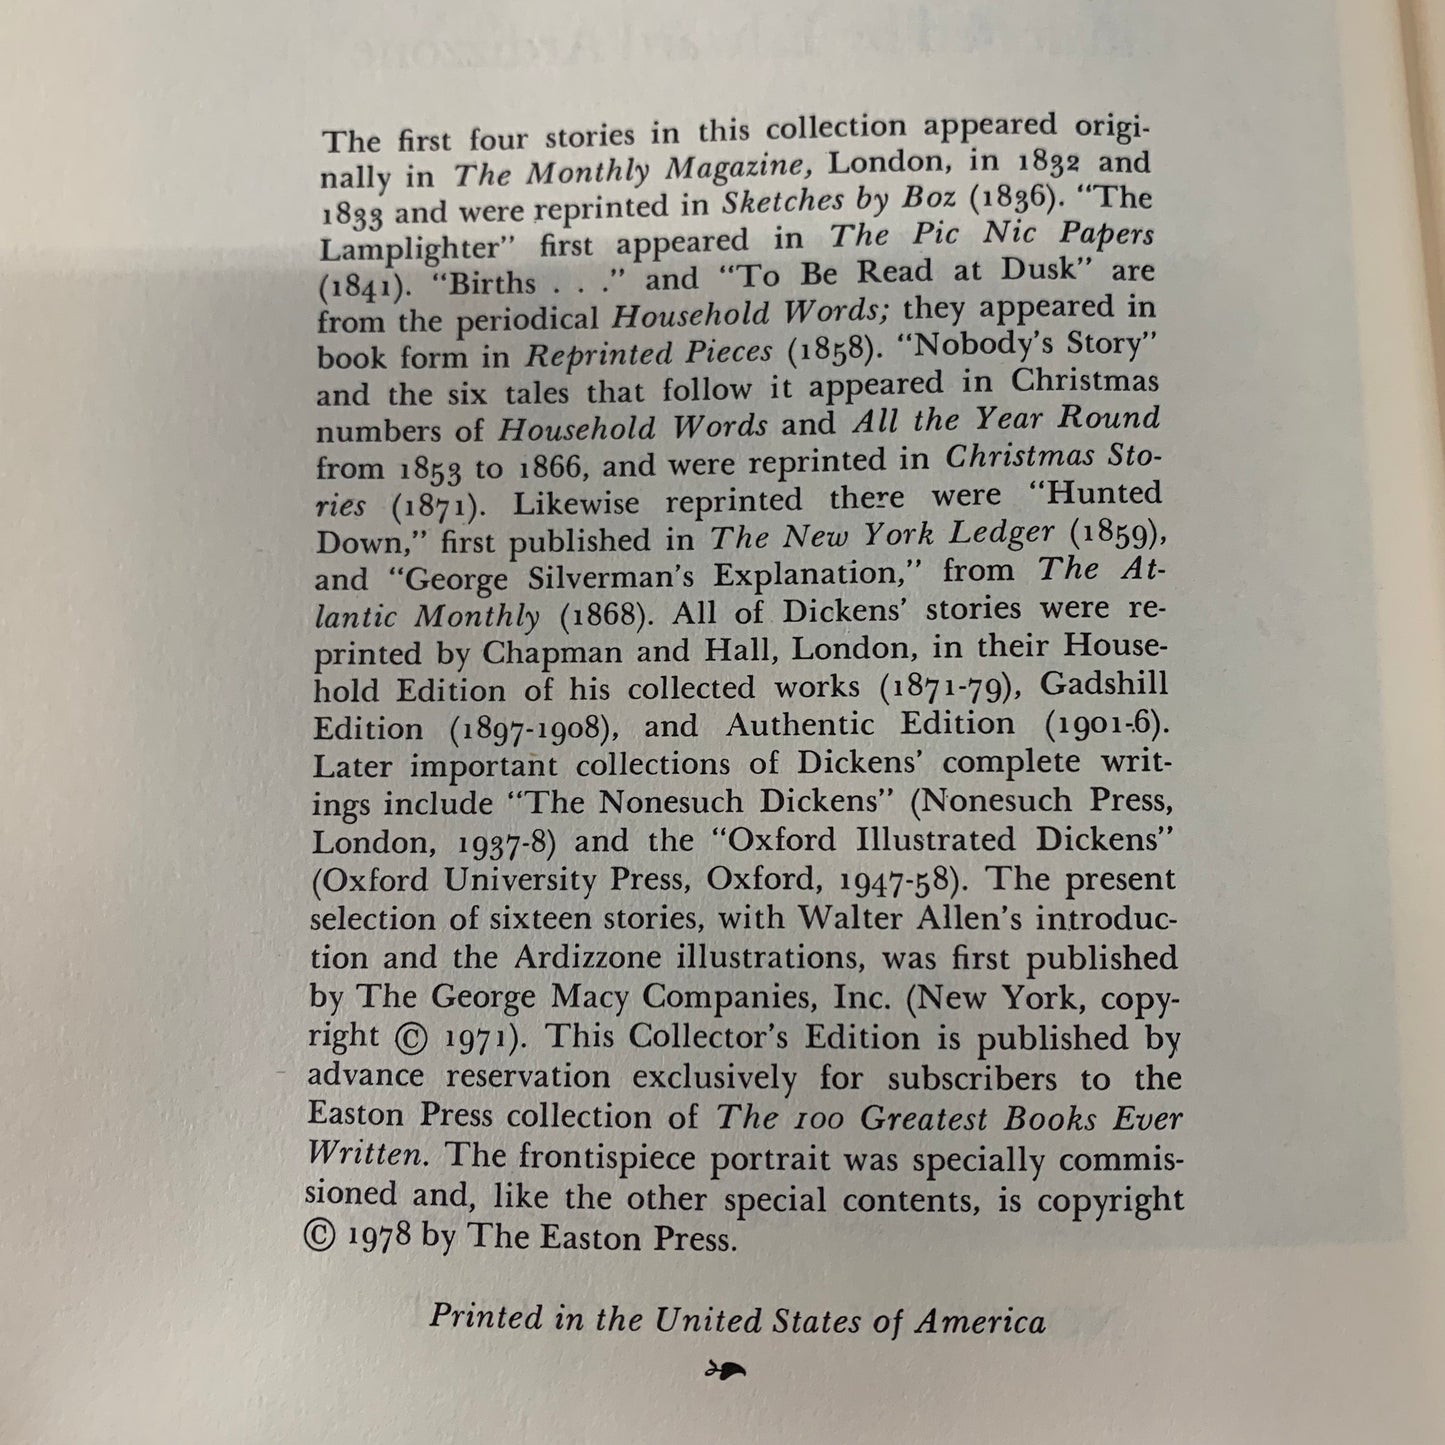 The first four stories in this collection appeared origi-
nally in The Monthly Magazine, London, in 1832 and
1833 and were reprinted in Sketches by Boz (1836). “The
Lamplighter” first appeared in The Pic Nic Papers
(1841). “Births . . .” and “To Be Read at Dusk” are
from the periodical Household Words; they appeared in
book form in Reprinted Pieces (1858). “Nobody’s Story”
and the six tales that follow it appeared in Christmas
numbers of Household Words and All the Year Round
from 1853 to 1866, and were reprinted in Christmas Sto-
ries (1871). Likewise reprinted there were “Hunted
Down,” first published in The New York Ledger (1859),
and “George Silverman’s Explanation,” from The At-
lantic Monthly (1868). All of Dickens’ stories were re-
printed by Chapman and Hall, London, in their House-
hold Edition of his collected works (1871-79), Gadshill
Edition (1897-1908), and Authentic Edition (1901-6).
Later important collections of Dickens’ complete writ-
ings include “The Nonesuch Dickens” (Nonesuch Press,
London, 1937-8) and the “Oxford Illustrated Dickens”
(Oxford University Press, Oxford, 1947-58). The present
selection of sixteen stories, with Walter Allen’s introduc-
tion and the Ardizzone illustrations, was first published
by The George Macy Companies, Inc. (New York, copy-
right © 1971). This Collector’s Edition is published by
advance reservation exclusively for subscribers to the
Easton Press collection of The 100 Greatest Books Ever
Written. The frontispiece portrait was specially commis-
sioned and, like the other special contents, is copyright
© 1978 by The Easton Press.
Printed in the United States of America